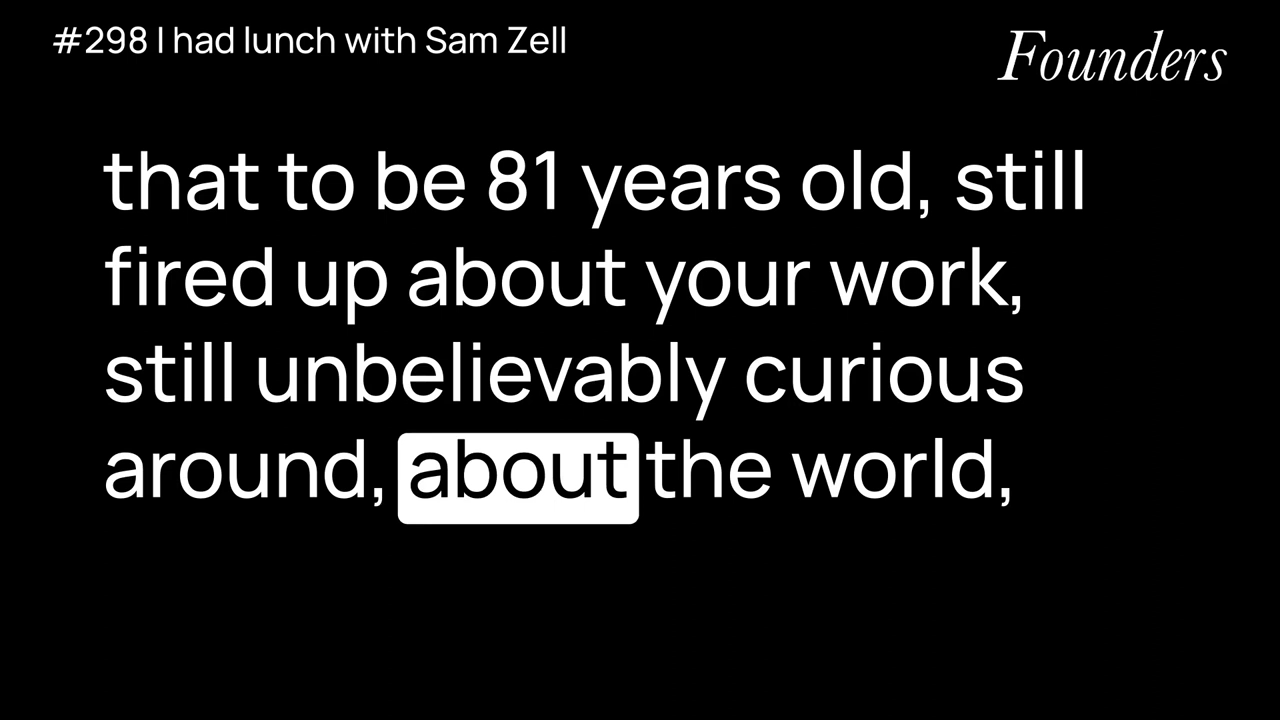 #298 I had lunch with Sam Zell
Founders
that to be 81 years old, still
fired up about your work,
still unbelievably curious
around, about the world,